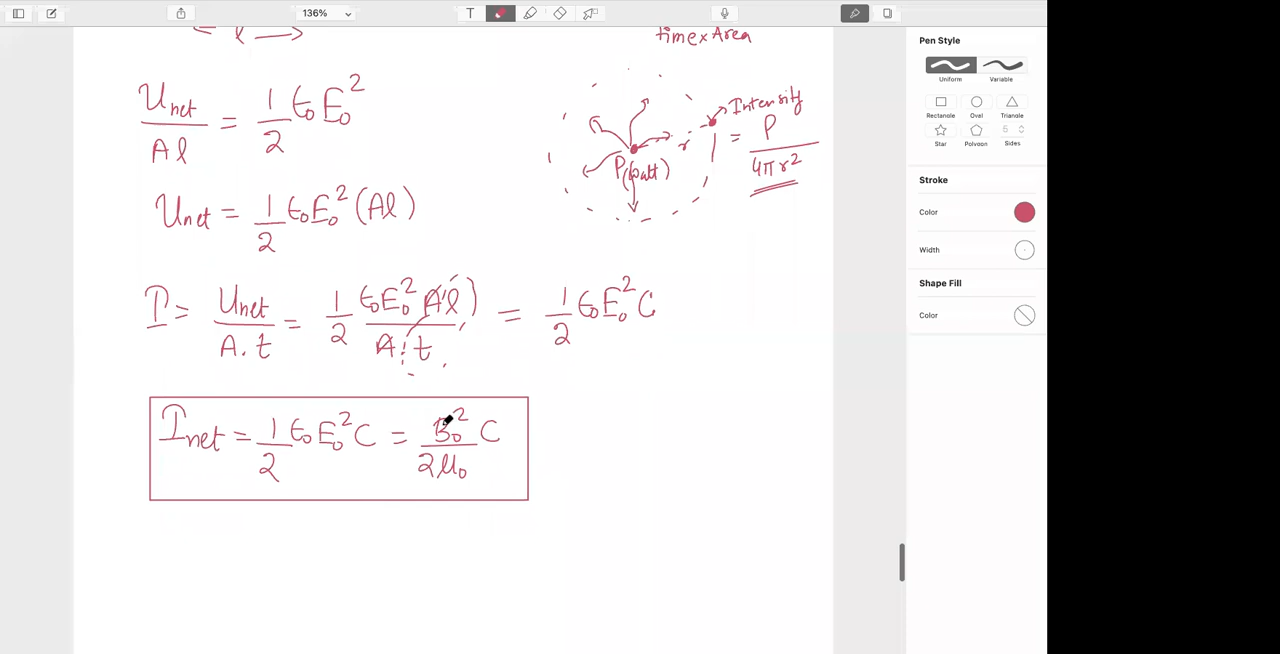 136%
T
Pen Style
Uniform
Variable
Rectangle
Oval
Triangle
Star
Polygon
5
Sides
Stroke
Color
Width
Shape Fill
Color
← l →
time×Area
U_net / Al = 1/2 ϵ₀E₀²
Intensity = P / 4πr²
r
P(watt)
U_net = 1/2 ϵ₀E₀² (Al)
I = U_net / A.t = 1/2 ϵ₀E₀² Al) / A.t = 1/2 ϵ₀E₀² C
I_net = 1/2 ϵ₀E₀² C = B₀² / 2μ₀ C